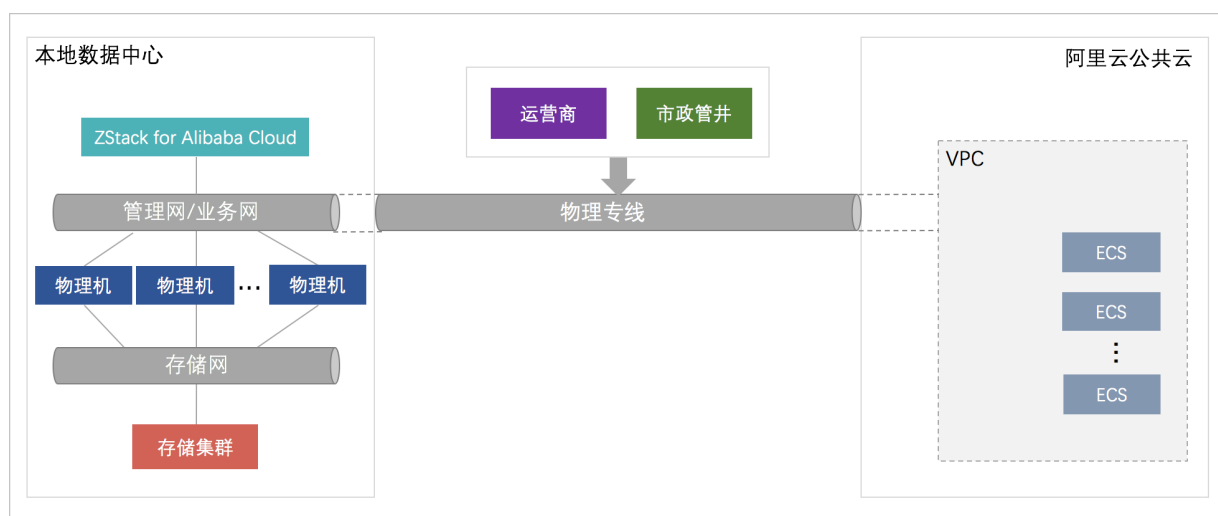 本地数据中心
ZStack for Alibaba Cloud
管理网/业务网
物理机
物理机
...
物理机
存储网
存储集群
运营商
市政管井
物理专线
阿里云公共云
VPC
ECS
ECS
⋮
ECS